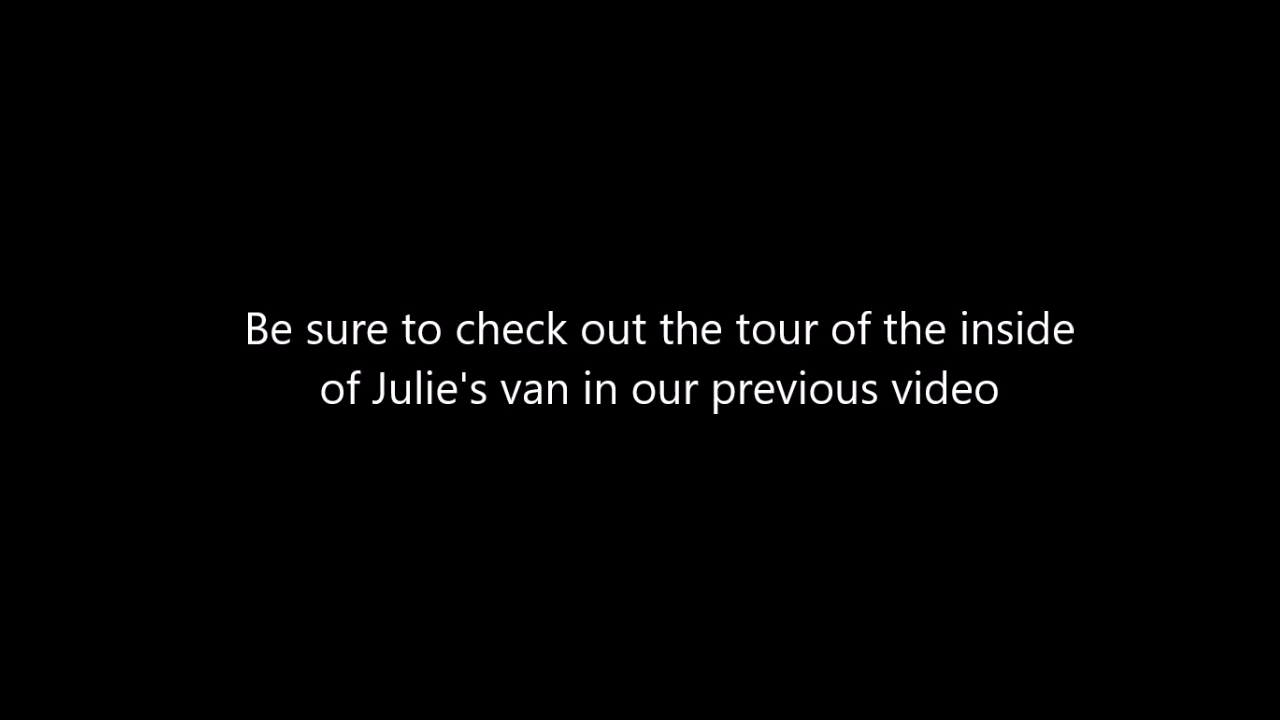 Be sure to check out the tour of the inside
of Julie's van in our previous video